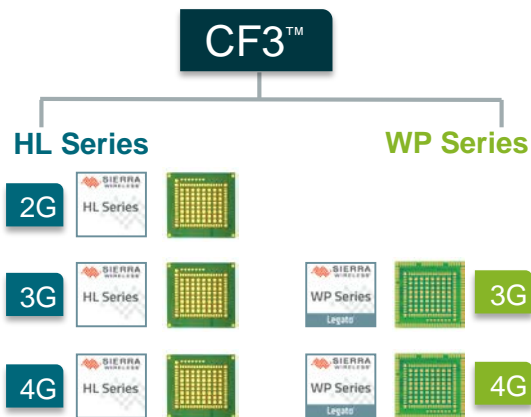 CF3™
HL Series
WP Series
2G
SIERRA
WIRELESS
HL Series
3G
SIERRA
WIRELESS
HL Series
SIERRA
WIRELESS
WP Series
Legato
3G
4G
SIERRA
WIRELESS
HL Series
SIERRA
WIRELESS
WP Series
Legato
4G